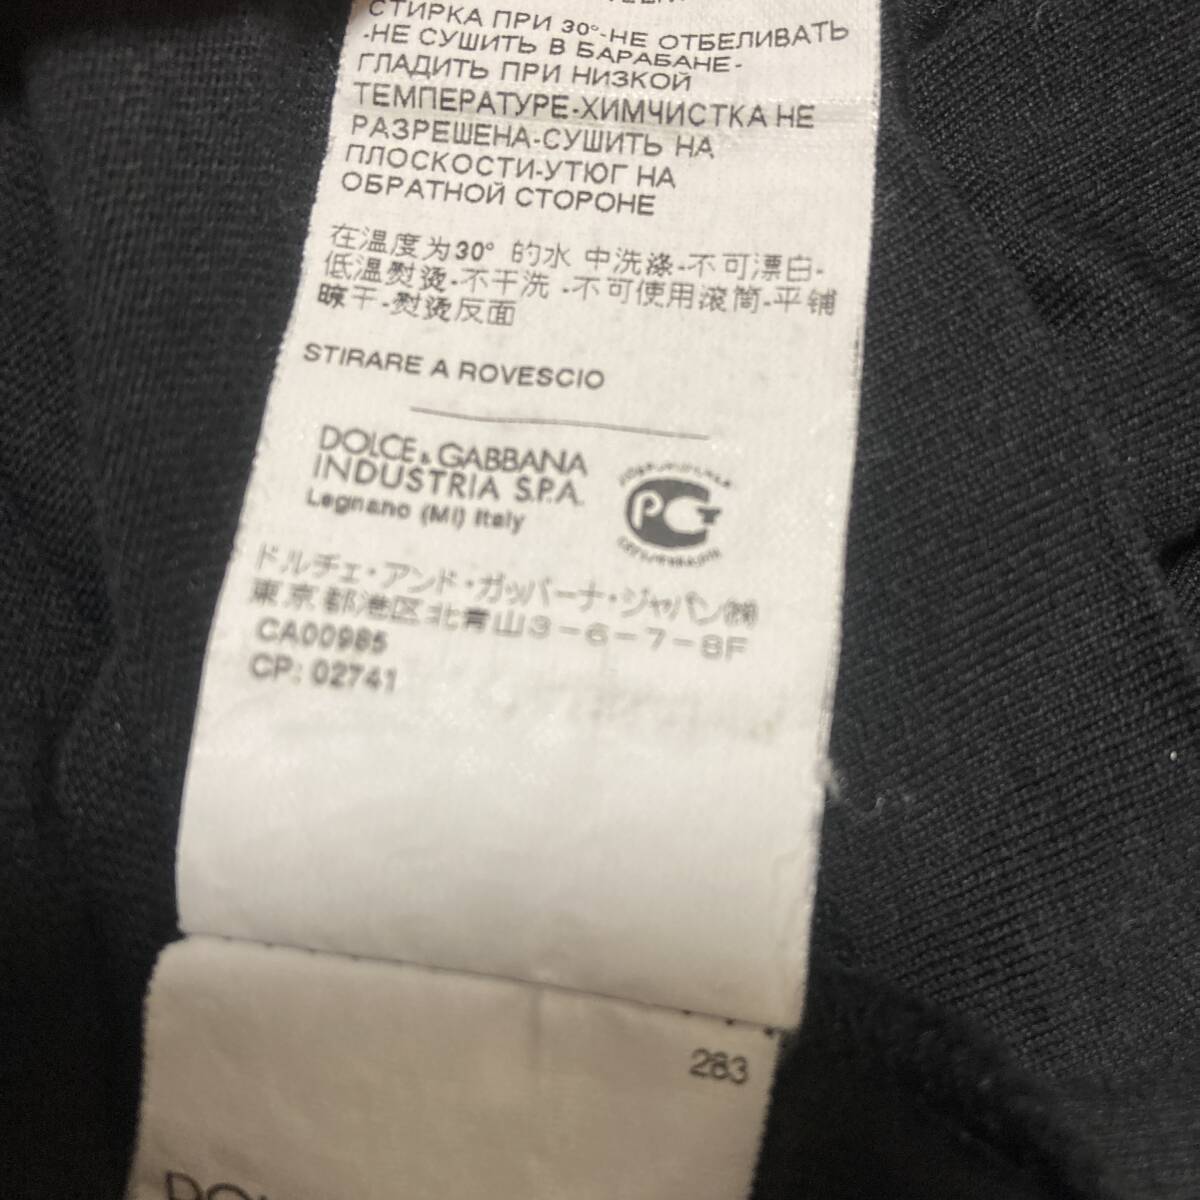 СТИРКА ПРИ 30°-НЕ ОТБЕЛИВАТЬ
-НЕ СУШИТЬ В БАРАБАНЕ-
ГЛАДИТЬ ПРИ НИЗКОЙ
ТЕМПЕРАТУРЕ-ХИМЧИСТКА НЕ
РАЗРЕШЕНА-СУШИТЬ НА
ПЛОСКОСТИ-УТЮГ НА
ОБРАТНОЙ СТОРОНЕ
在温度为30° 的水 中洗涤-不可漂白-
低温熨烫-不干洗 -不可使用滚筒-平铺
晾干-熨烫反面
STIRARE A ROVESCIO
DOLCE & GABBANA
INDUSTRIA S.P.A.
Legnano (MI) Italy
РСТ
ドルチェ・アンド・ガッバーナ・ジャパン㈱
東京都港区北青山3-6-7-8F
CA00985
CP: 02741
283